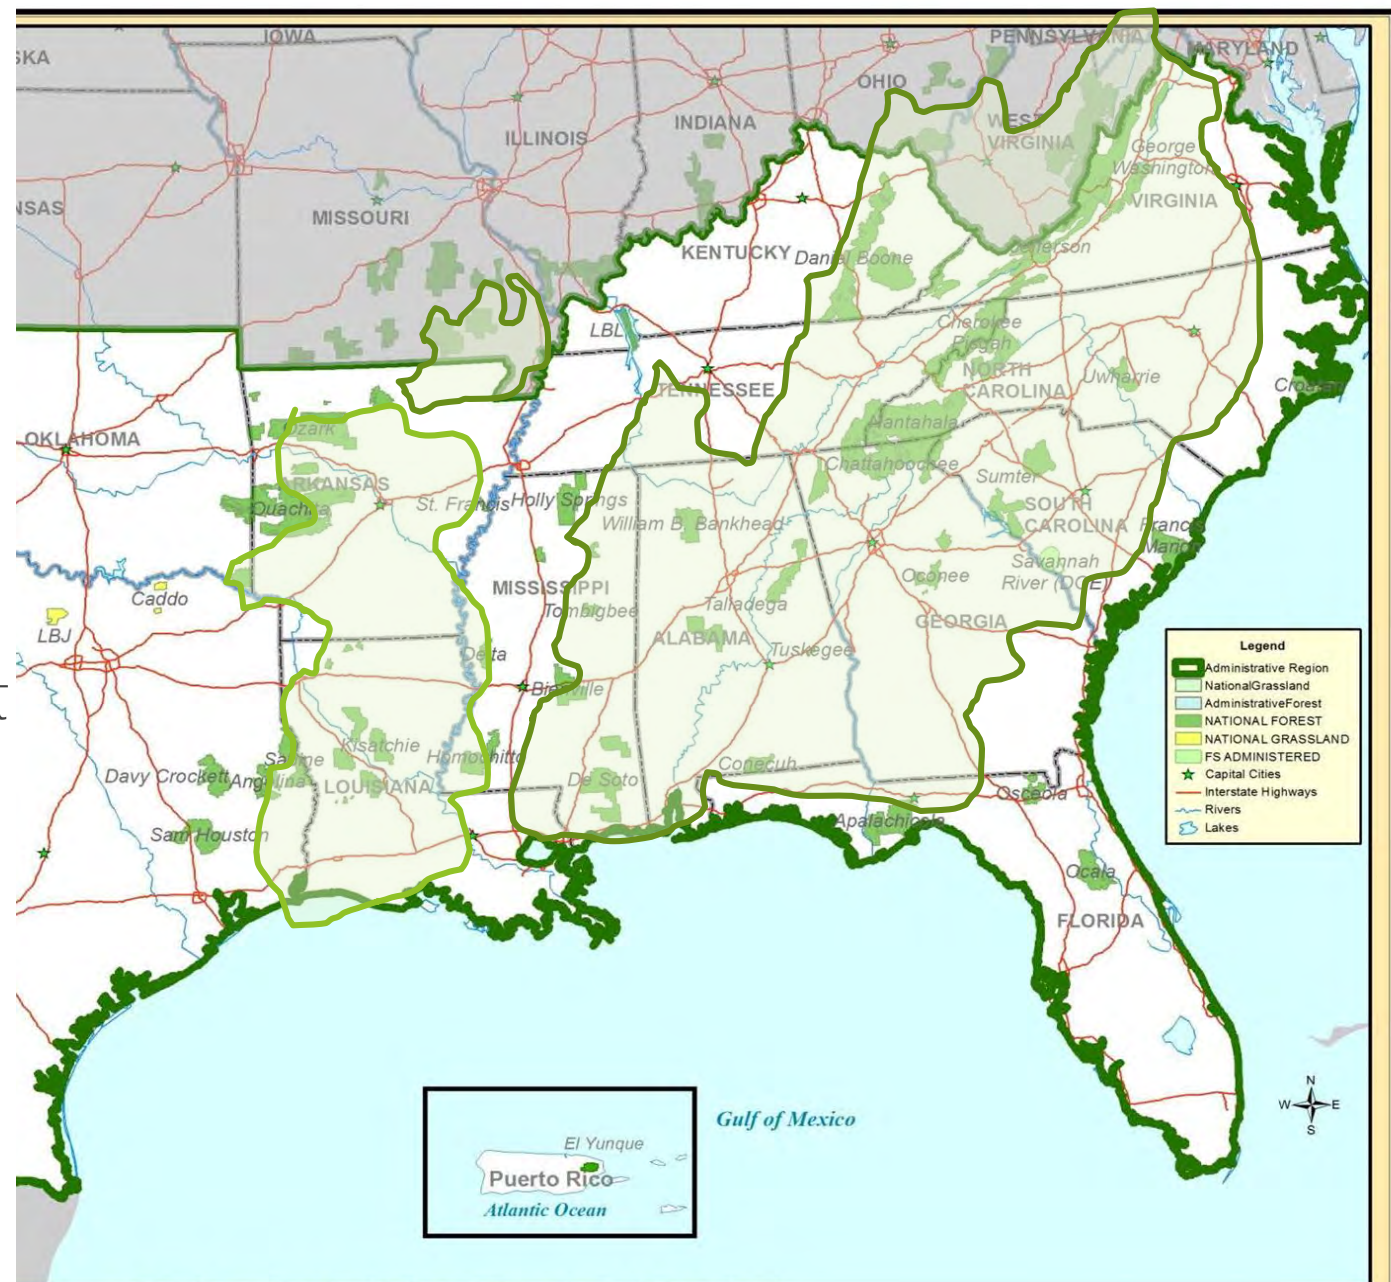 IOWA
PENNSYLVANIA
MARYLAND
SKA
OHIO
INDIANA
WEST
VIRGINIA
ILLINOIS
George
Washington
VIRGINIA
NSAS
MISSOURI
KENTUCKY
Daniel Boone
Jefferson
LBL
Cherokee
Pisgah
NORTH
CAROLINA
Uwharrie
Croatan
TENNESSEE
Nantahala
Ozark
OKLAHOMA
Chattahoochee
Sumter
ARKANSAS
St. Francis
Holly Springs
Ouachita
William B. Bankhead
SOUTH
CAROLINA
Francis
Marion
Savannah
River (DOE)
Oconee
MISSISSIPPI
Caddo
Tombigbee
Talladega
GEORGIA
LBJ
ALABAMA
Tuskegee
Delta
Bienville
Legend
Administrative Region
NationalGrassland
AdministrativeForest
NATIONAL FOREST
NATIONAL GRASSLAND
FS ADMINISTERED
Capital Cities
Interstate Highways
Rivers
Lakes
Kisatchie
Sabine
Homochitto
Davy Crockett
Angelina
LOUISIANA
De Soto
Conecuh
Osceola
Apalachicola
Sam Houston
Ocala
FLORIDA
N
W E
S
Gulf of Mexico
El Yunque
Puerto Rico
Atlantic Ocean